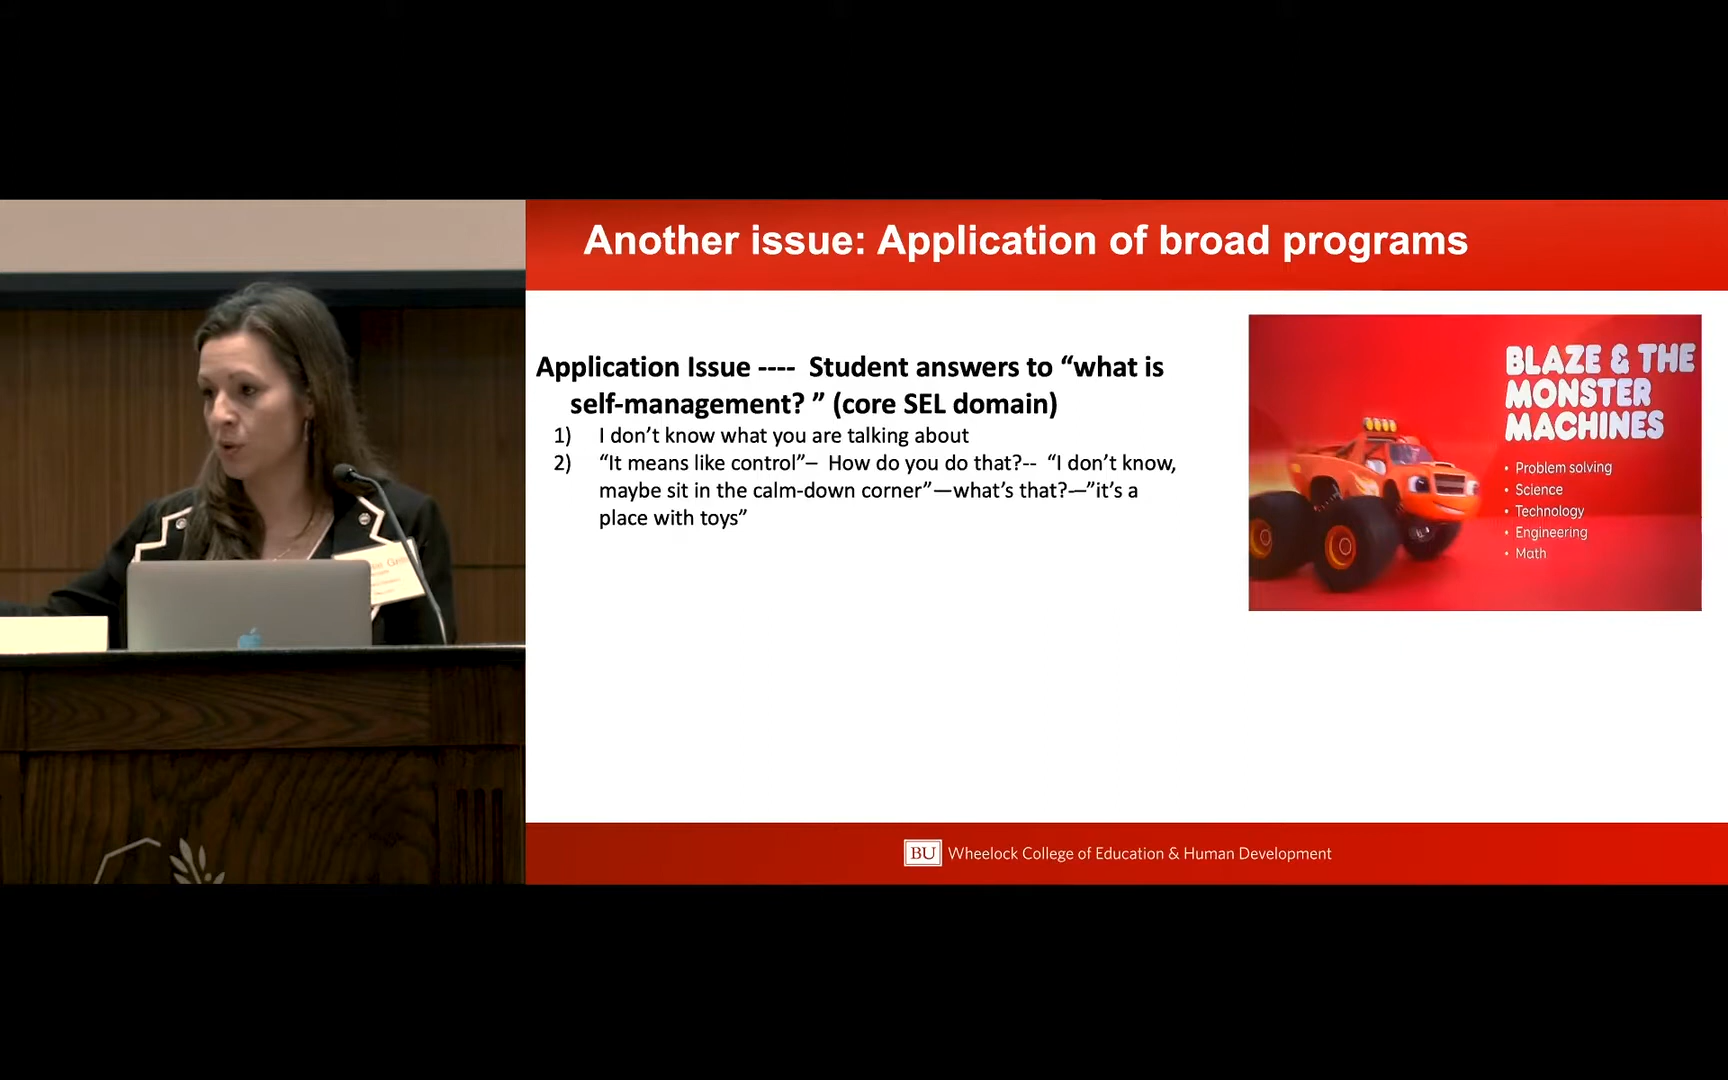 Another issue: Application of broad programs
Application Issue ---- Student answers to “what is
self-management? ” (core SEL domain)
1) I don’t know what you are talking about
2) “It means like control”– How do you do that?-- “I don’t know,
maybe sit in the calm-down corner”—what’s that?—”it’s a
place with toys”
BLAZE & THE
MONSTER
MACHINES
• Problem solving
• Science
• Technology
• Engineering
• Math
BU Wheelock College of Education & Human Development